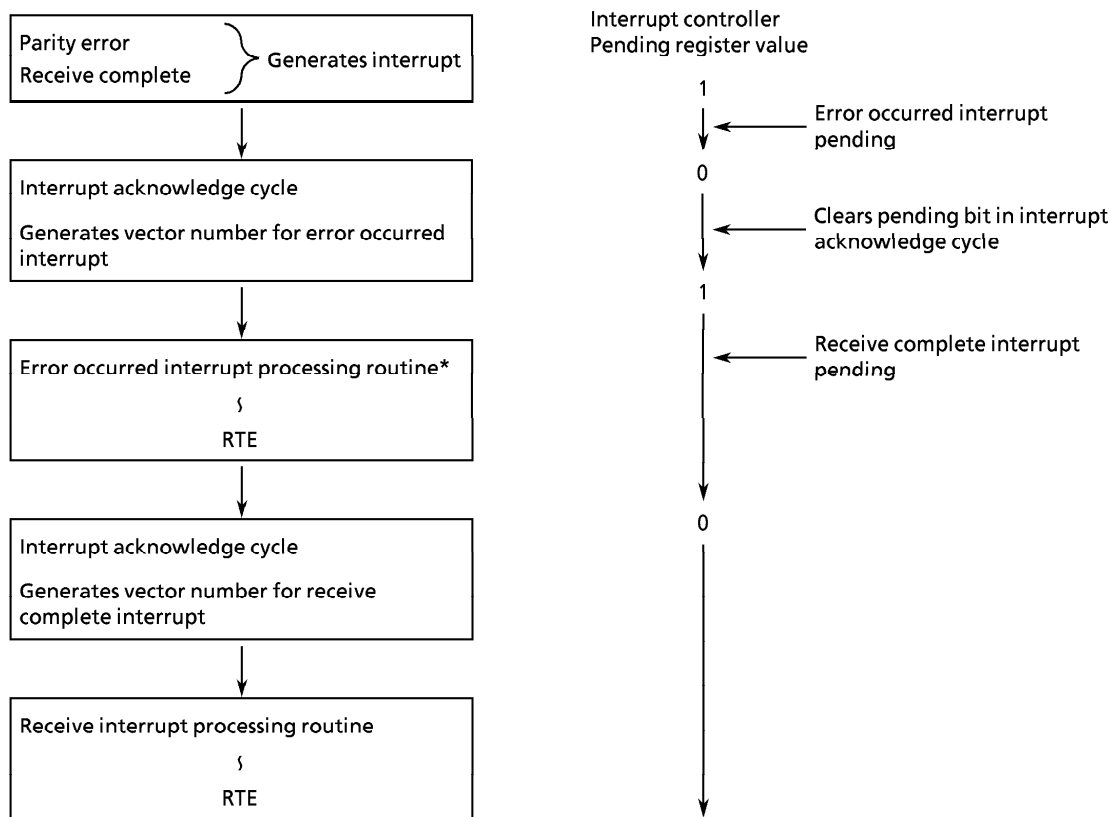 Parity error
Receive complete
Generates interrupt
Interrupt acknowledge cycle
Generates vector number for error occurred
interrupt
Error occurred interrupt processing routine*
≀
RTE
Interrupt acknowledge cycle
Generates vector number for receive
complete interrupt
Receive interrupt processing routine
≀
RTE
Interrupt controller
Pending register value
1
Error occurred interrupt
pending
0
Clears pending bit in interrupt
acknowledge cycle
1
Receive complete interrupt
pending
0